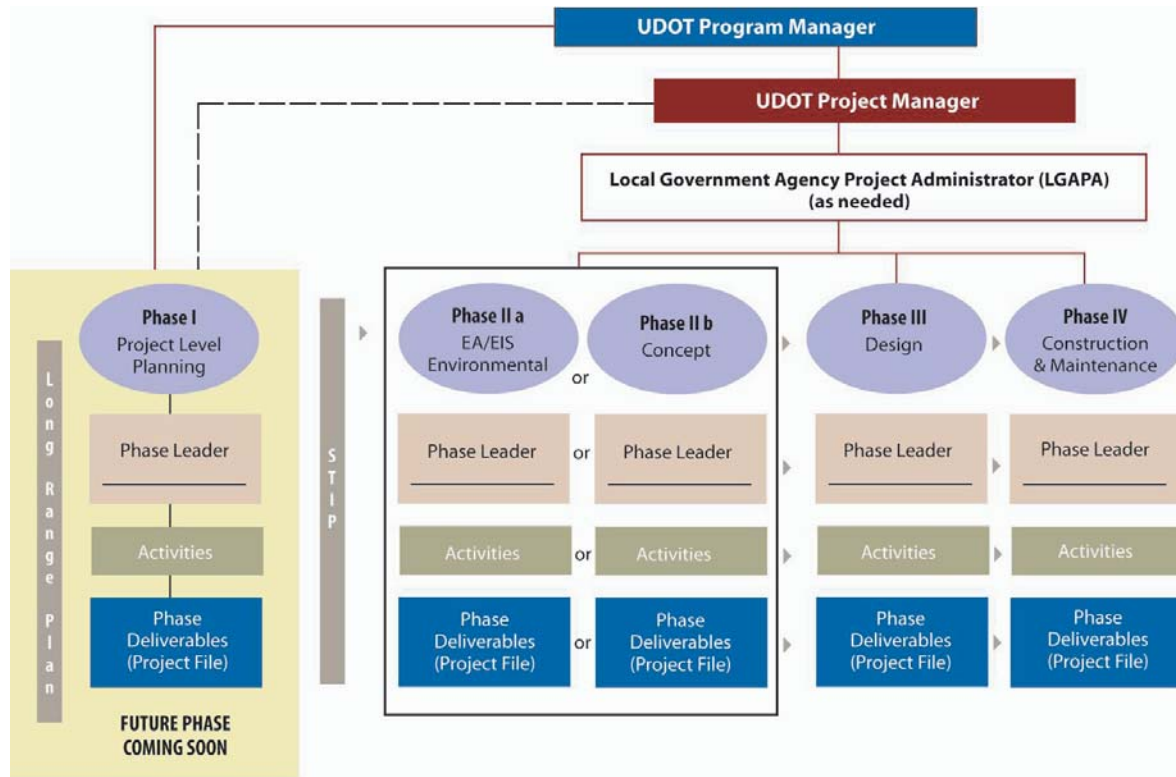 UDOT Program Manager
UDOT Project Manager
Local Government Agency Project Administrator (LGAPA)
(as needed)
Long Range Plan
Phase I
Project Level
Planning
Phase Leader
Activities
Phase
Deliverables
(Project File)
FUTURE PHASE
COMING SOON
STIP
Phase II a
EA/EIS
Environmental
or
Phase II b
Concept
Phase Leader
or
Phase Leader
Activities
or
Activities
Phase
Deliverables
(Project File)
or
Phase
Deliverables
(Project File)
Phase III
Design
Phase Leader
Activities
Phase
Deliverables
(Project File)
Phase IV
Construction
& Maintenance
Phase Leader
Activities
Phase
Deliverables
(Project File)